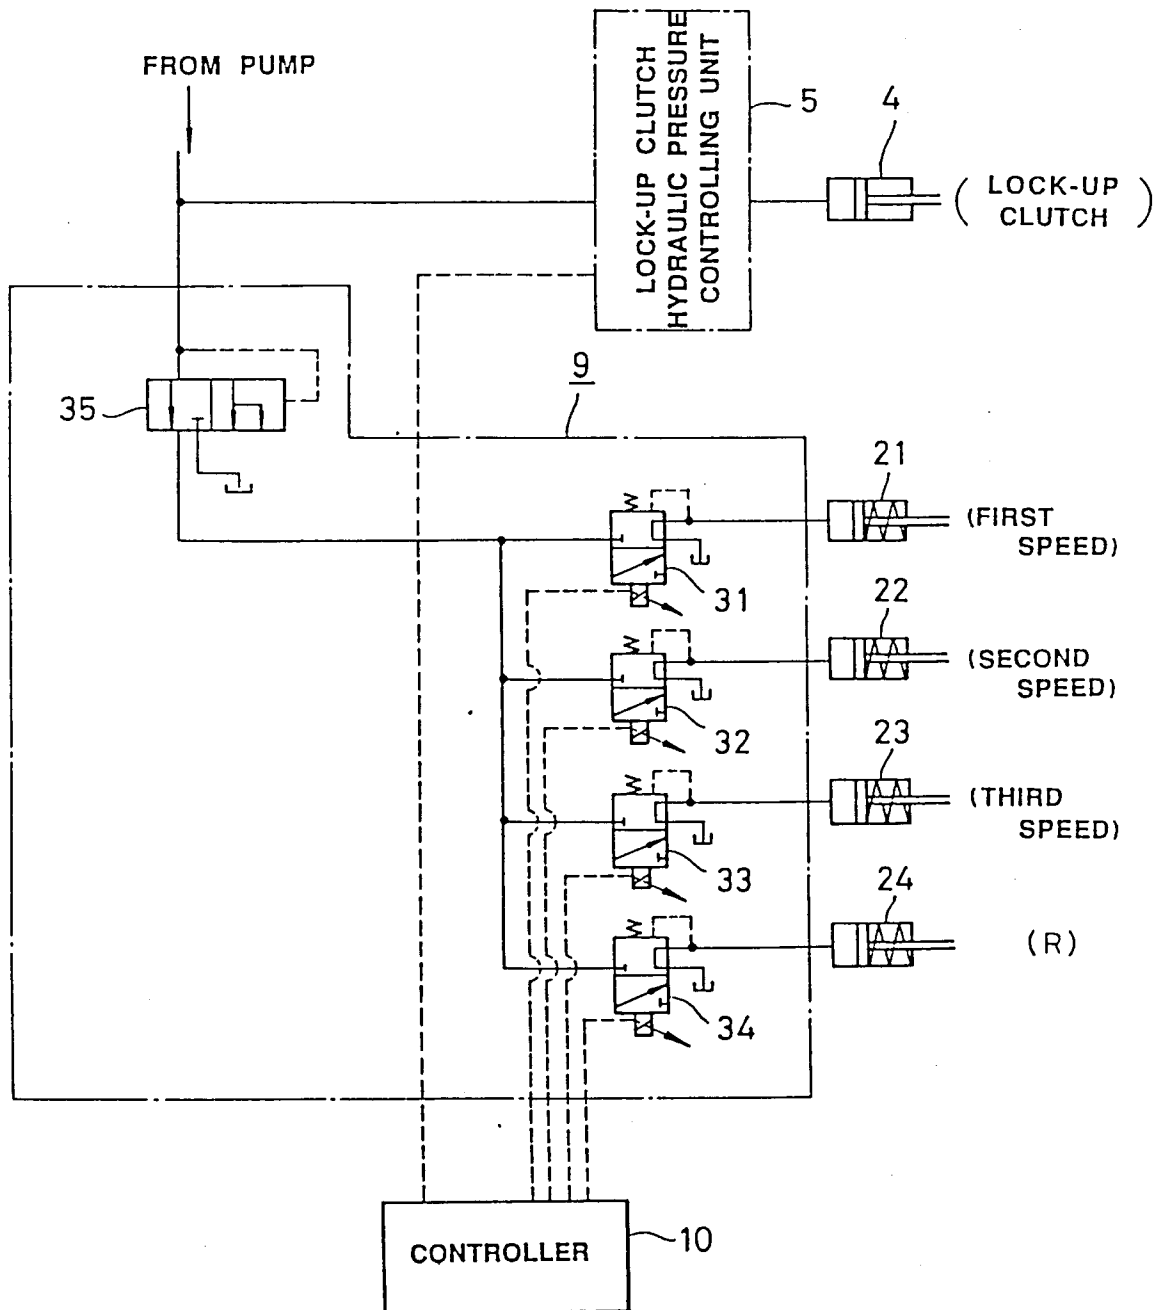 FROM PUMP
LOCK-UP CLUTCH
HYDRAULIC PRESSURE
CONTROLLING UNIT
5
4
( LOCK-UP
CLUTCH )
9
35
21
(FIRST
SPEED)
31
22
(SECOND
SPEED)
32
23
(THIRD
SPEED)
33
24
(R)
34
CONTROLLER
10